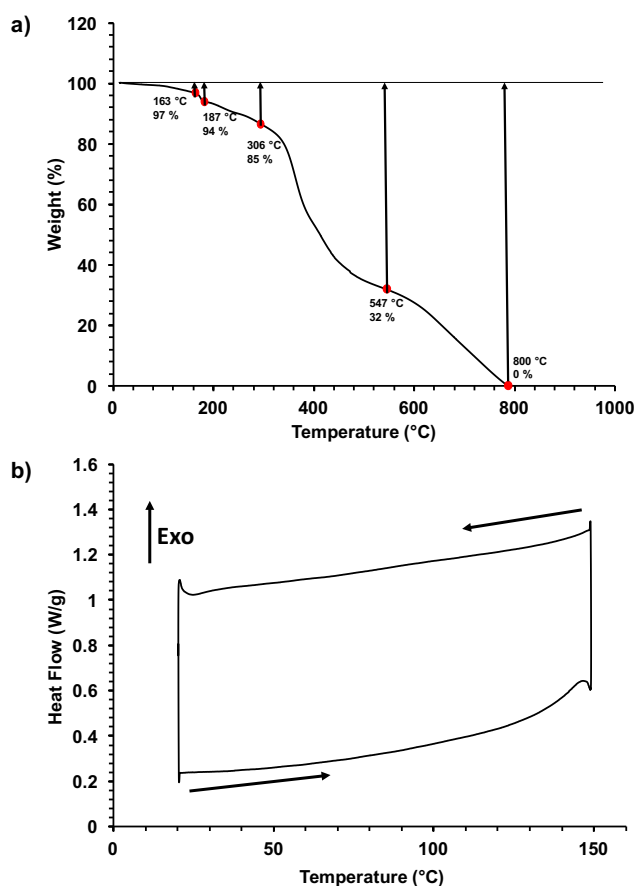 a)
120
100
80
60
40
20
0
Weight (%)
163 °C
97 %
187 °C
94 %
306 °C
85 %
547 °C
32 %
800 °C
0 %
0 200 400 600 800 1000
Temperature (°C)
b)
1.6
1.4
1.2
1
0.8
0.6
0.4
0.2
0
Heat Flow (W/g)
Exo
0 50 100 150
Temperature (°C)